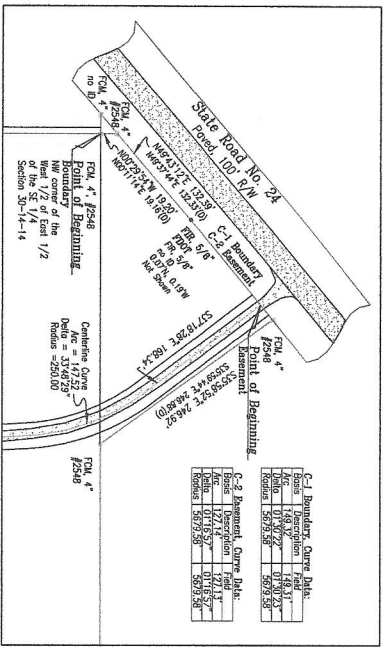 State Road No. 24
Paved, 100' R/W
C-1 Boundary
C-2 Easement
N49°43'12"E 132.39'
N49°37'44"E 132.33'(D)
N00°29'54"W 19.20'
N00°11'14"E 19.16'(D)
FIR, 5/8"
FDOT
FIR, 5/8"
no ID
0.07'N, 0.19'W
Not Shown
FCM, 4"
#2548
FCM, 4"
no ID
FCM, 4" #2548
Point of Beginning
Boundary
NW corner of the
West 1/2 of East 1/2
of the SE 1/4
Section 30-14-14
FCM, 4"
#2548
Point of Beginning
Easement
S35°58'52"E 246.92'
S35°59'44"E 246.88'(D)
S37°18'28"E 168.34'
Centerline Curve
Arc = 147.52'
Delta = 33°48'29"
Radius =250.00'
FCM, 4"
#2548
C-1 Boundary, Curve Data:
Basis Description Field
Arc 149.32' 149.31'
Delta 01°30'22" 01°30'23"
Radius 5679.58' 5679.58'
C-2 Easement, Curve Data:
Basis Description Field
Arc 127.14' 127.13'
Delta 01°16'57" 01°16'57"
Radius 5679.58' 5679.58'